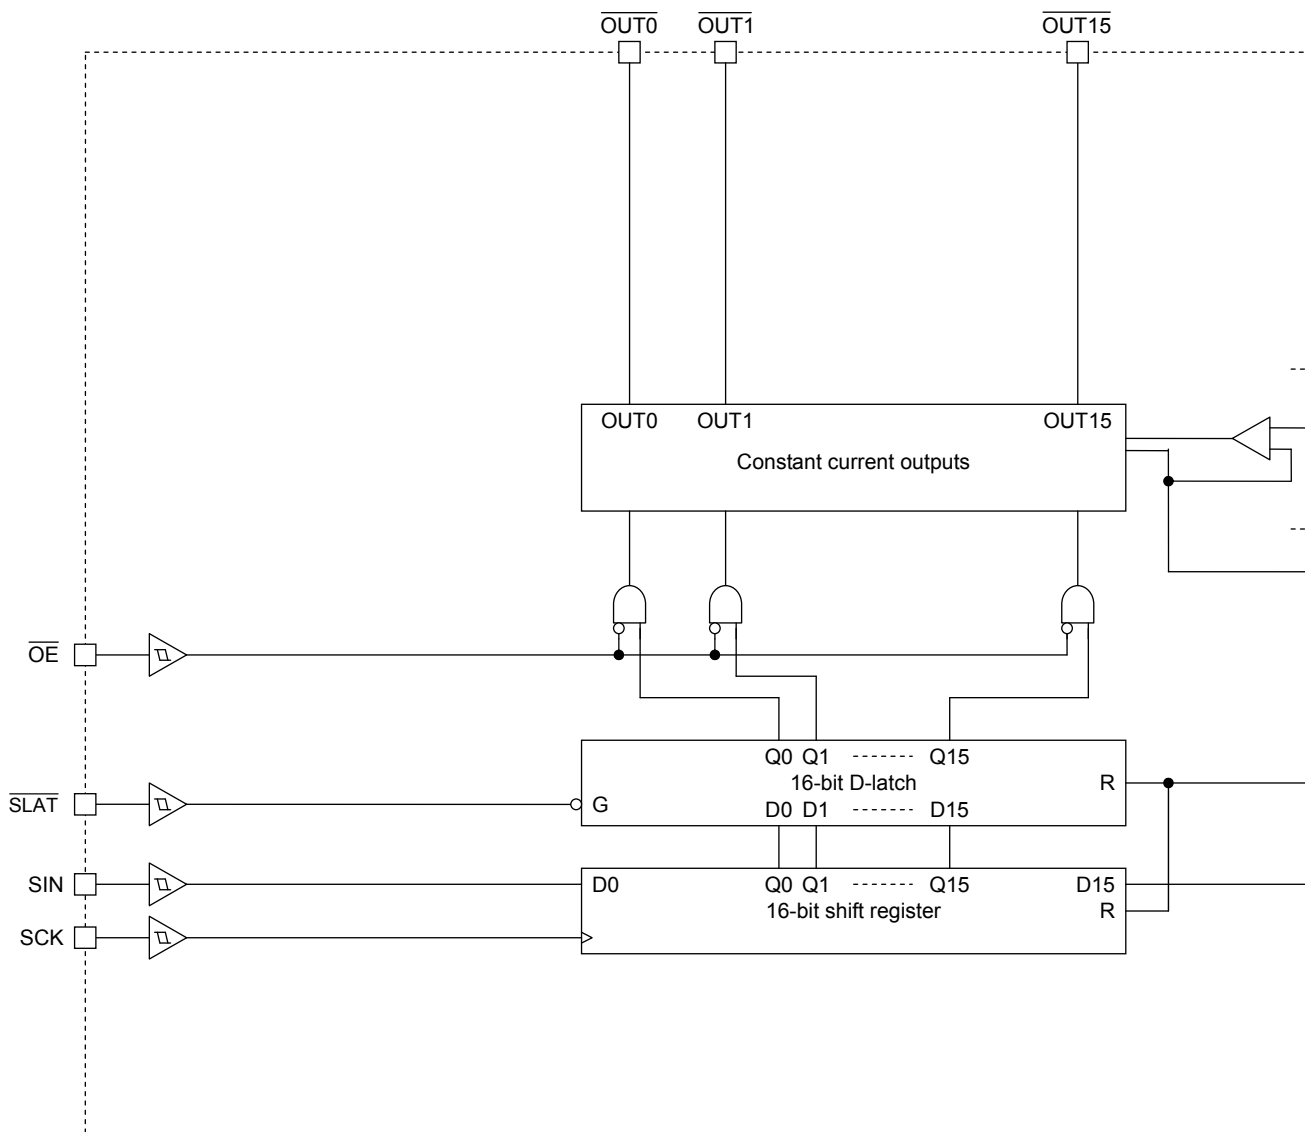 OUT0 OUT1 OUT15
OUT0 OUT1 OUT15
Constant current outputs
OE
Q0 Q1 -------- Q15
16-bit D-latch
R
SLAT
G
D0 D1 -------- D15
SIN
D0
Q0 Q1 -------- Q15
D15
16-bit shift register
R
SCK